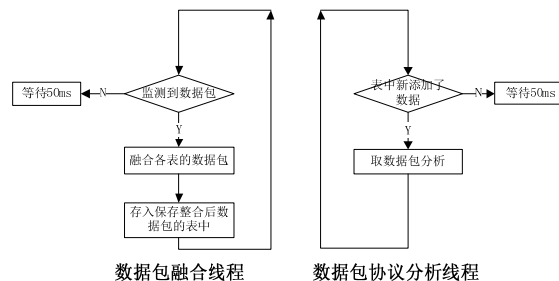 监测到数据包
N
等待50ms
Y
融合各表的数据包
存入保存整合后数
据包的表中
数据包融合线程
表中新添加了
数据
N
等待50ms
Y
取数据包分析
数据包协议分析线程